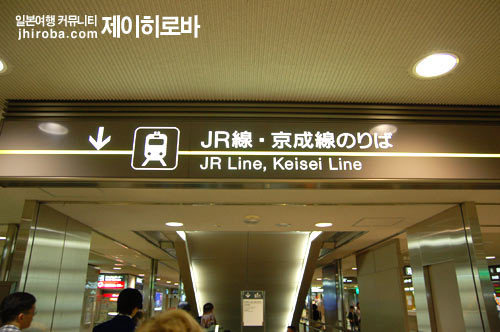 일본여행 커뮤니티
jhiroba.com 제이히로바
JR線・京成線のりば
JR Line, Keisei Line